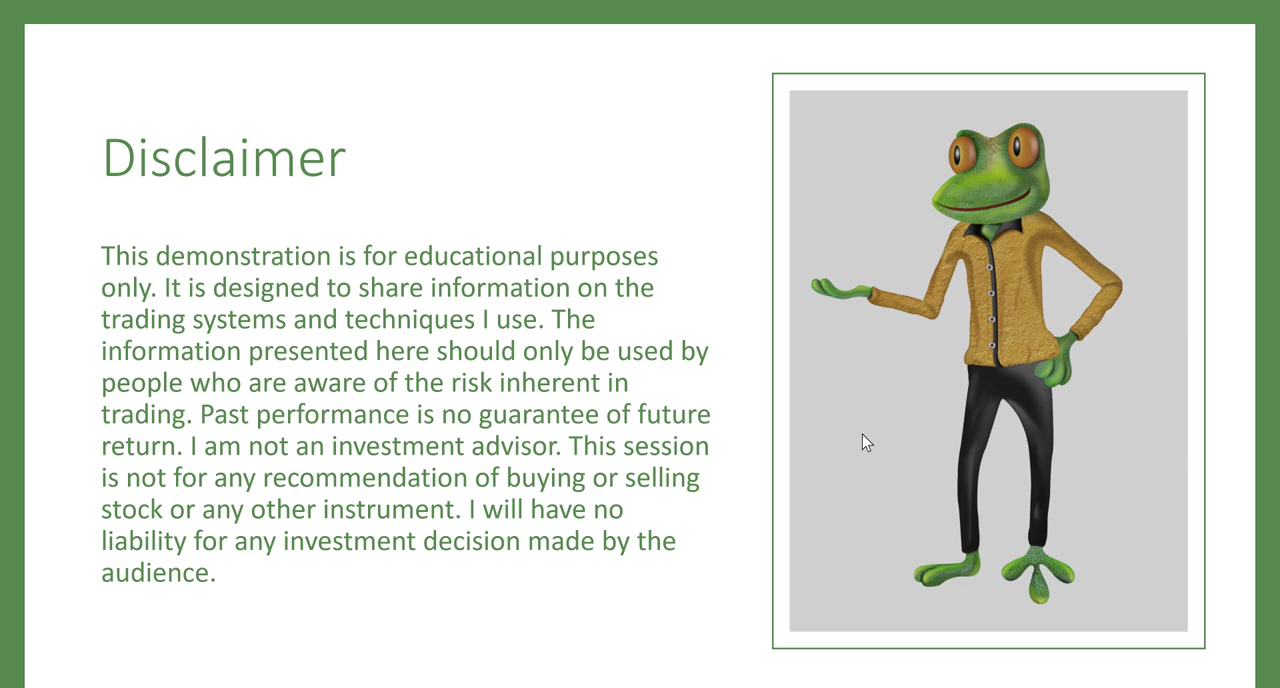 Disclaimer
This demonstration is for educational purposes
only. It is designed to share information on the
trading systems and techniques I use. The
information presented here should only be used by
people who are aware of the risk inherent in
trading. Past performance is no guarantee of future
return. I am not an investment advisor. This session
is not for any recommendation of buying or selling
stock or any other instrument. I will have no
liability for any investment decision made by the
audience.